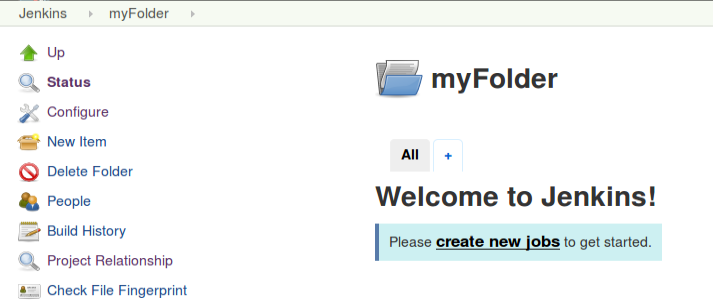 Jenkins myFolder
Up
Status
Configure
New Item
Delete Folder
People
Build History
Project Relationship
Check File Fingerprint
myFolder
All +
Welcome to Jenkins!
Please create new jobs to get started.